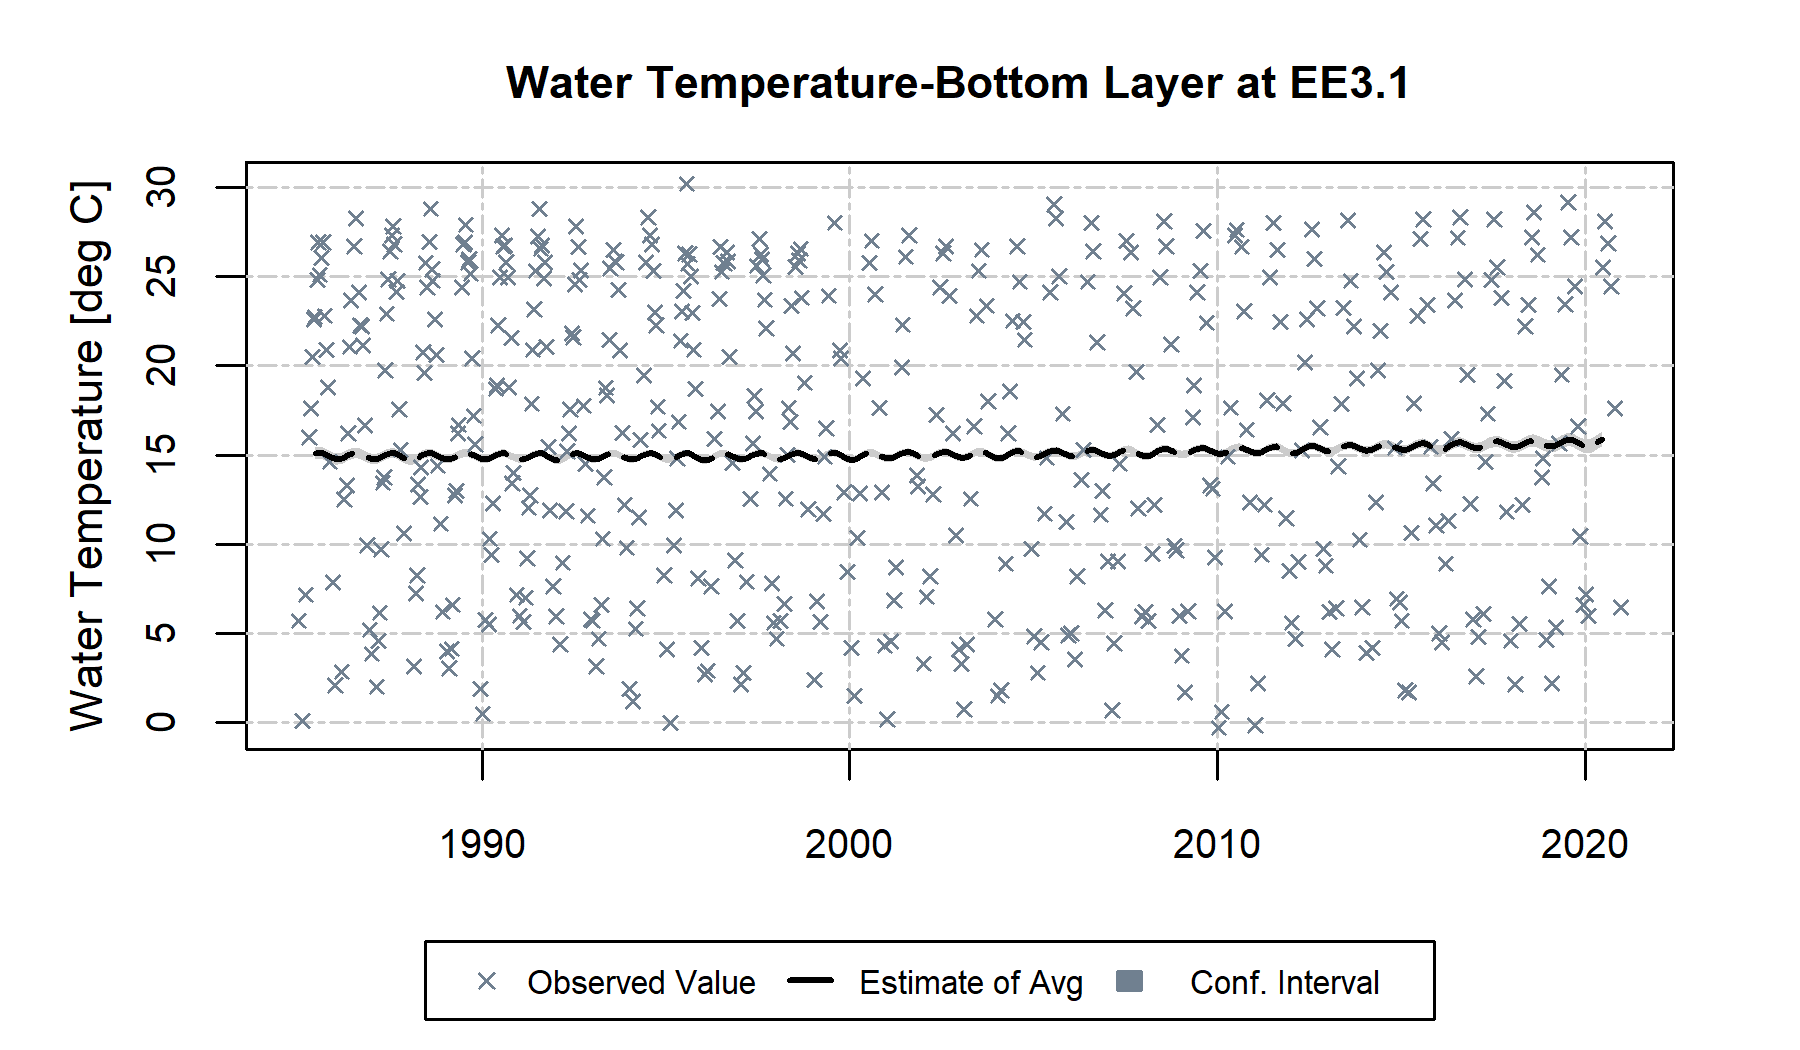 Water Temperature-Bottom Layer at EE3.1
Water Temperature [deg C]
30
25
20
15
10
5
0
1990 2000 2010 2020
Observed Value Estimate of Avg Conf. Interval